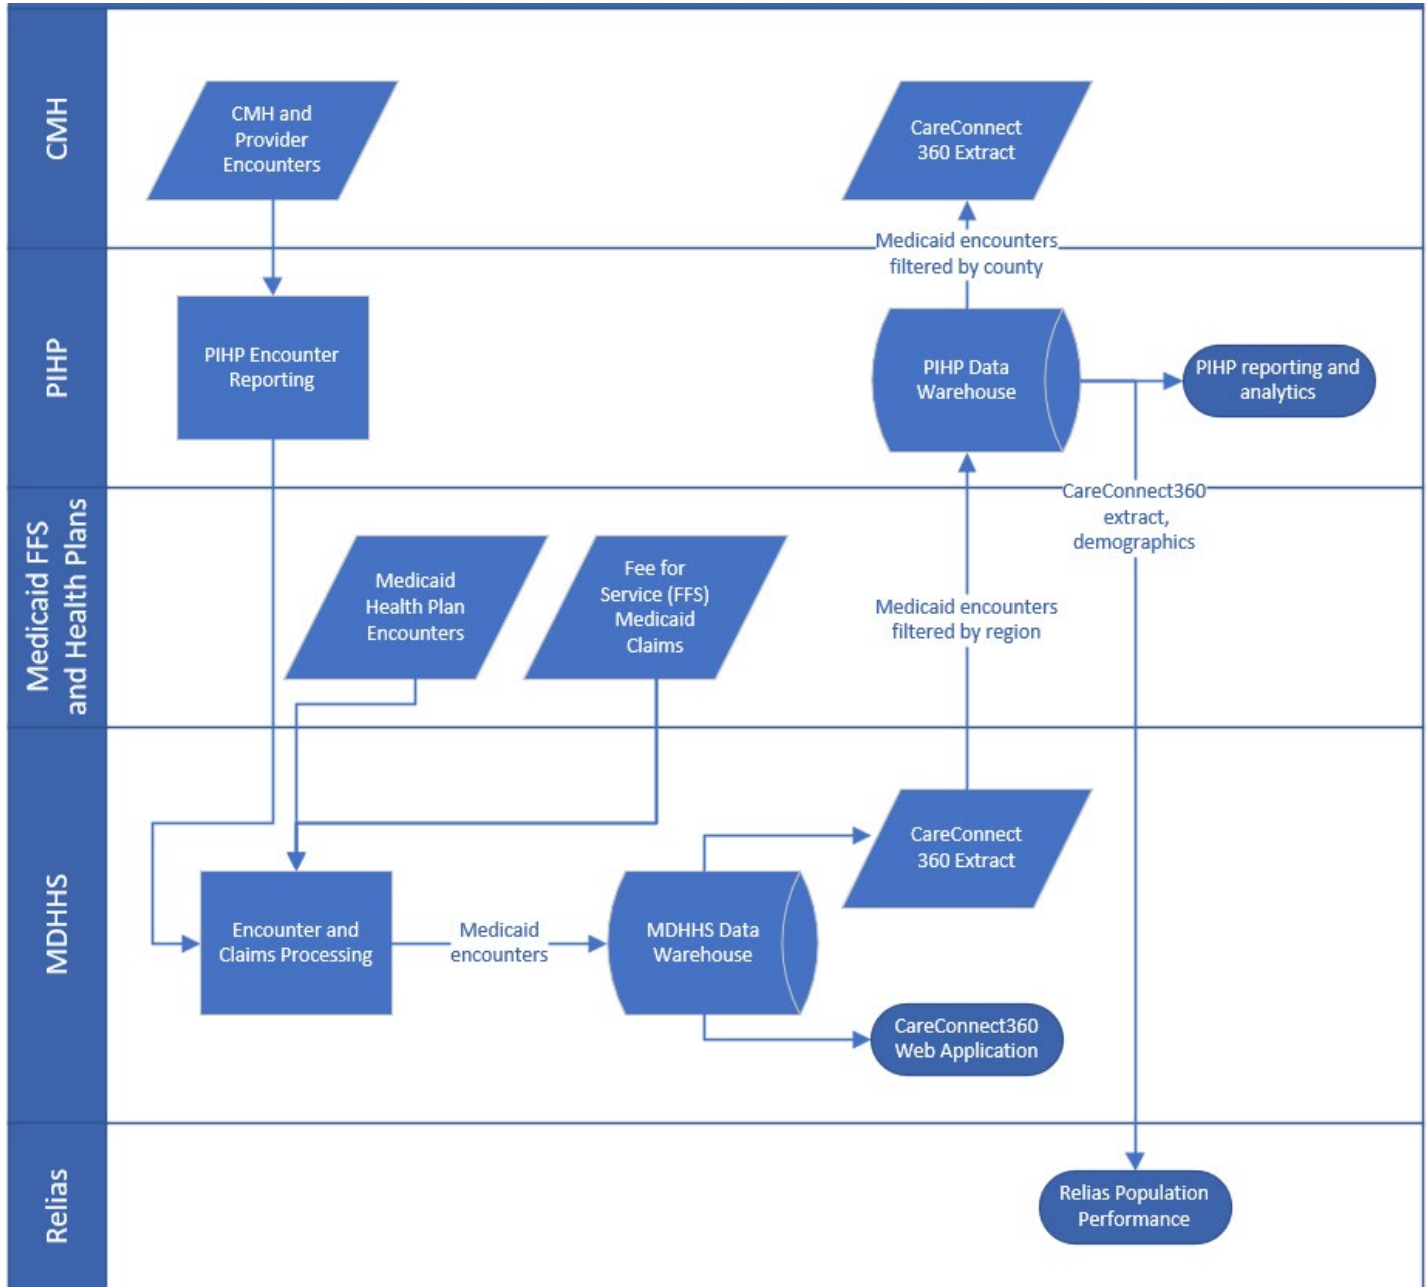 CMH
CMH and
Provider
Encounters
CareConnect
360 Extract
Medicaid encounters
filtered by county
PIHP
PIHP Encounter
Reporting
PIHP Data
Warehouse
PIHP reporting and
analytics
CareConnect360
extract,
demographics
Medicaid FFS
and Health Plans
Medicaid
Health Plan
Encounters
Fee for
Service (FFS)
Medicaid
Claims
Medicaid encounters
filtered by region
MDHHS
CareConnect
360 Extract
Encounter and
Claims Processing
Medicaid
encounters
MDHHS Data
Warehouse
CareConnect360
Web Application
Relias
Relias Population
Performance